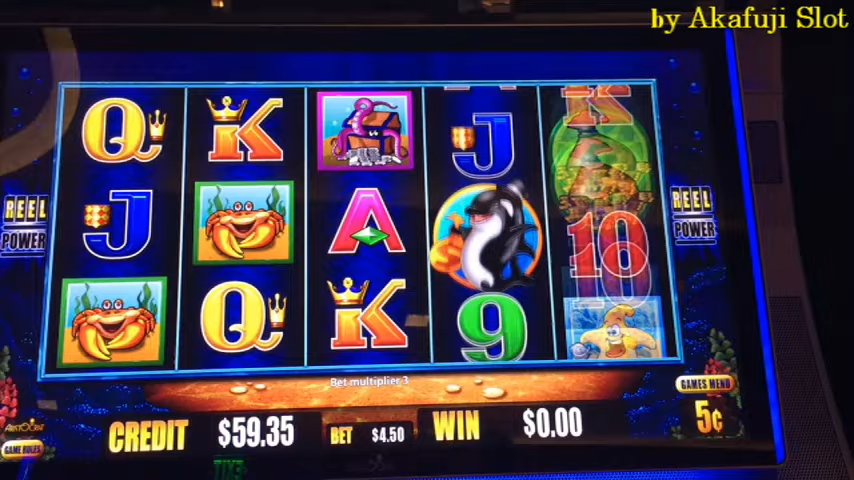 by Akafuji Slot
Q K J K
REEL POWER J A 10 REEL POWER
Q K 9
Bet multiplier 3
GAMES MENU
CREDIT $59.35 BET $4.50 WIN $0.00 5¢
ARISTOCRAT
GAME RULES